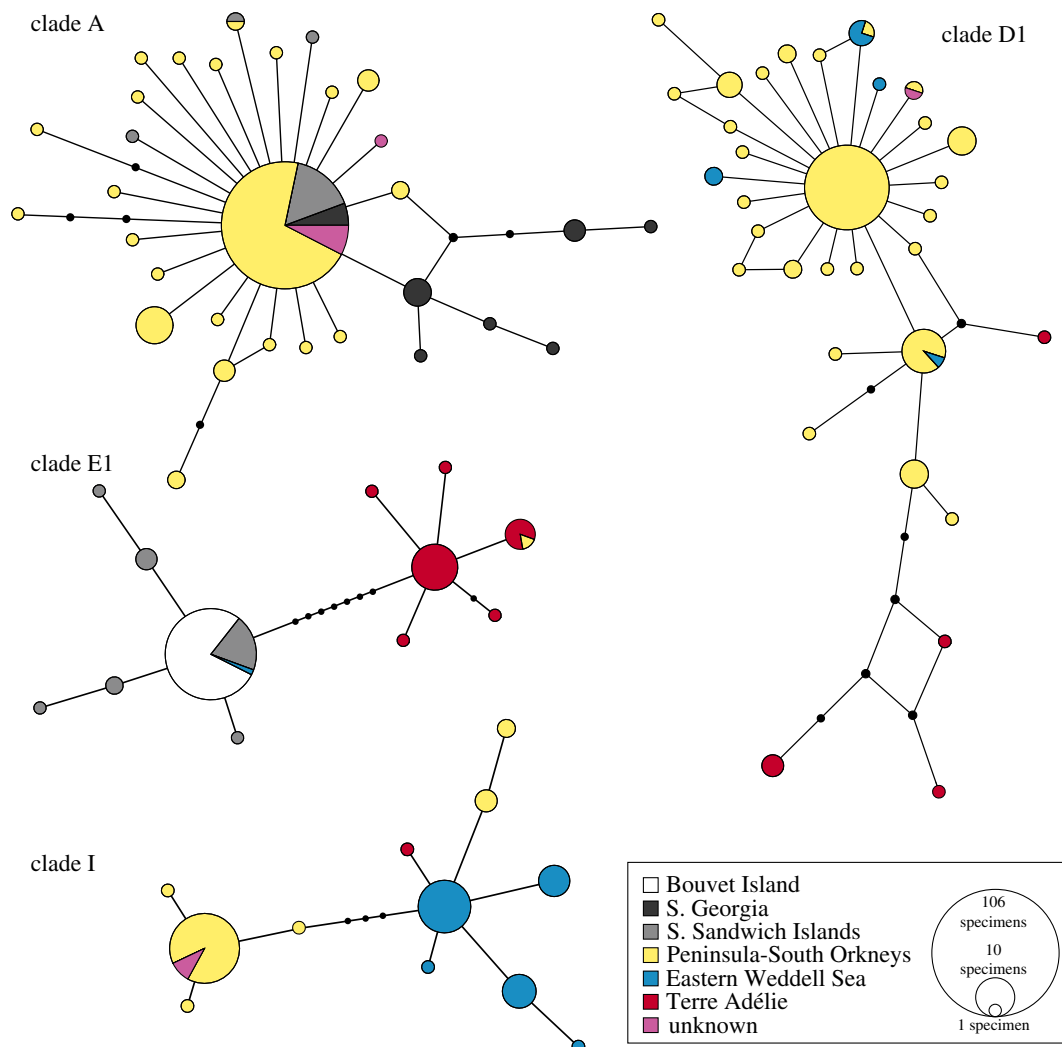 clade A
clade D1
clade E1
clade I
Bouvet Island
S. Georgia
S. Sandwich Islands
Peninsula-South Orkneys
Eastern Weddell Sea
Terre Adélie
unknown
106
specimens
10
specimens
1 specimen